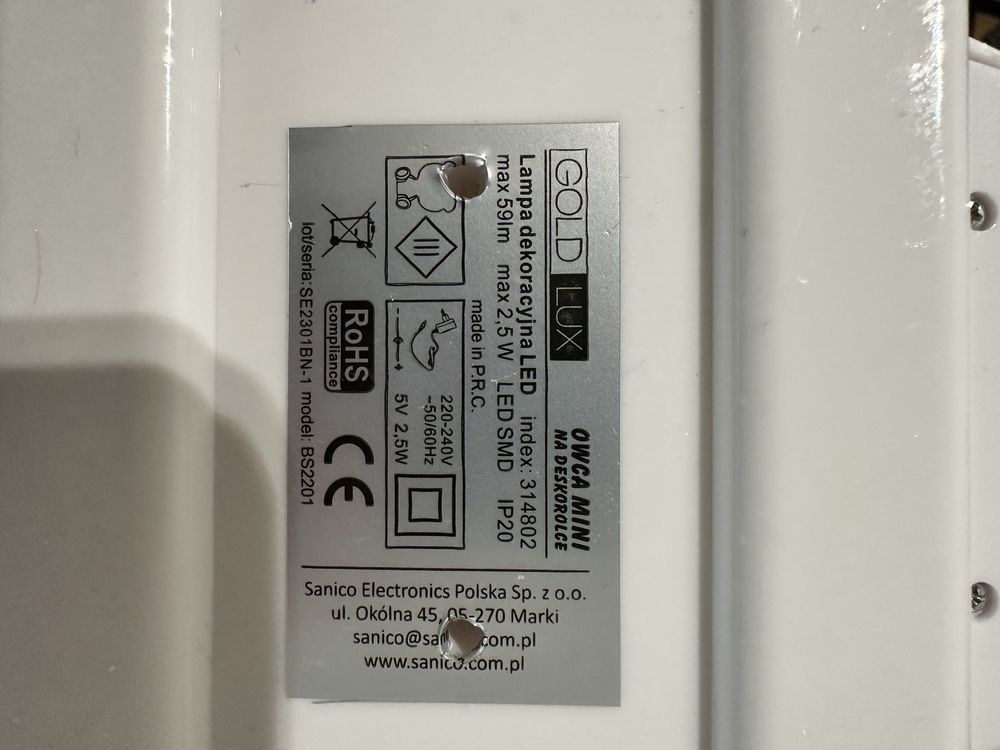 GOLD LUX
OWCA MINI
NA DESKOROLCE
Lampa dekoracyjna LED index: 314802
max 59lm max 2,5W LED SMD IP20
made in P.R.C.
220-240V
~50/60Hz
5V 2,5W
RoHS
compliance
CE
lot/seria:SE2301BN-1 model: BS2201
Sanico Electronics Polska Sp. z o.o.
ul. Okólna 45, 05-270 Marki
www.sanico.com.pl